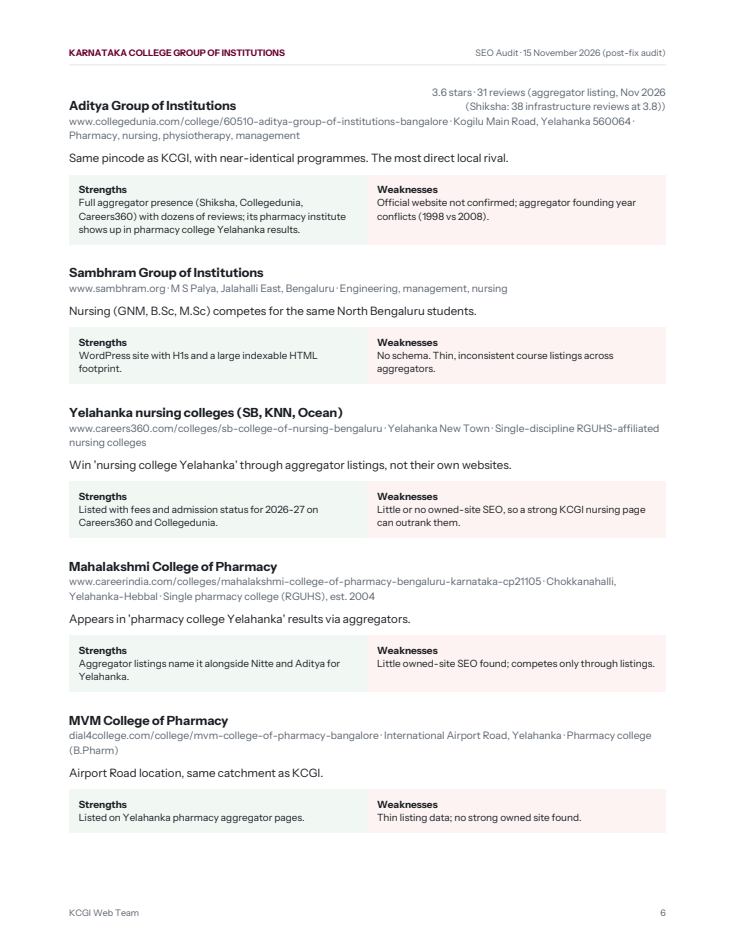 KARNATAKA COLLEGE GROUP OF INSTITUTIONS
SEO Audit · 15 November 2026 (post-fix audit)
Aditya Group of Institutions
3.6 stars · 31 reviews (aggregator listing, Nov 2026
(Shiksha: 38 infrastructure reviews at 3.8))
www.collegedunia.com/college/60510-aditya-group-of-institutions-bangalore · Kogilu Main Road, Yelahanka 560064 ·
Pharmacy, nursing, physiotherapy, management
Same pincode as KCGI, with near-identical programmes. The most direct local rival.
Strengths
Full aggregator presence (Shiksha, Collegedunia,
Careers360) with dozens of reviews; its pharmacy institute
shows up in pharmacy college Yelahanka results.
Weaknesses
Official website not confirmed; aggregator founding year
conflicts (1998 vs 2008).
Sambhram Group of Institutions
www.sambhram.org · M S Palya, Jalahalli East, Bengaluru · Engineering, management, nursing
Nursing (GNM, B.Sc, M.Sc) competes for the same North Bengaluru students.
Strengths
WordPress site with H1s and a large indexable HTML
footprint.
Weaknesses
No schema. Thin, inconsistent course listings across
aggregators.
Yelahanka nursing colleges (SB, KNN, Ocean)
www.careers360.com/colleges/sb-college-of-nursing-bengaluru · Yelahanka New Town · Single-discipline RGUHS-affiliated
nursing colleges
Win 'nursing college Yelahanka' through aggregator listings, not their own websites.
Strengths
Listed with fees and admission status for 2026-27 on
Careers360 and Collegedunia.
Weaknesses
Little or no owned-site SEO, so a strong KCGI nursing page
can outrank them.
Mahalakshmi College of Pharmacy
www.careerindia.com/colleges/mahalakshmi-college-of-pharmacy-bengaluru-karnataka-cp21105 · Chokkanahalli,
Yelahanka-Hebbal · Single pharmacy college (RGUHS), est. 2004
Appears in 'pharmacy college Yelahanka' results via aggregators.
Strengths
Aggregator listings name it alongside Nitte and Aditya for
Yelahanka.
Weaknesses
Little owned-site SEO found; competes only through listings.
MVM College of Pharmacy
dial4college.com/college/mvm-college-of-pharmacy-bangalore · International Airport Road, Yelahanka · Pharmacy college
(B.Pharm)
Airport Road location, same catchment as KCGI.
Strengths
Listed on Yelahanka pharmacy aggregator pages.
Weaknesses
Thin listing data; no strong owned site found.
KCGI Web Team
6